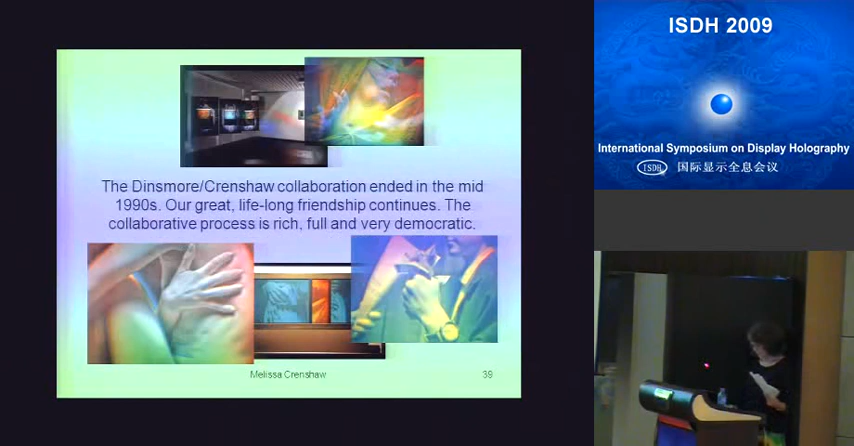 The Dinsmore/Crenshaw collaboration ended in the mid
1990s. Our great, life-long friendship continues. The
collaborative process is rich, full and very democratic.
Melissa Crenshaw
39
ISDH 2009
International Symposium on Display Holography
ISDH 国际显示全息会议